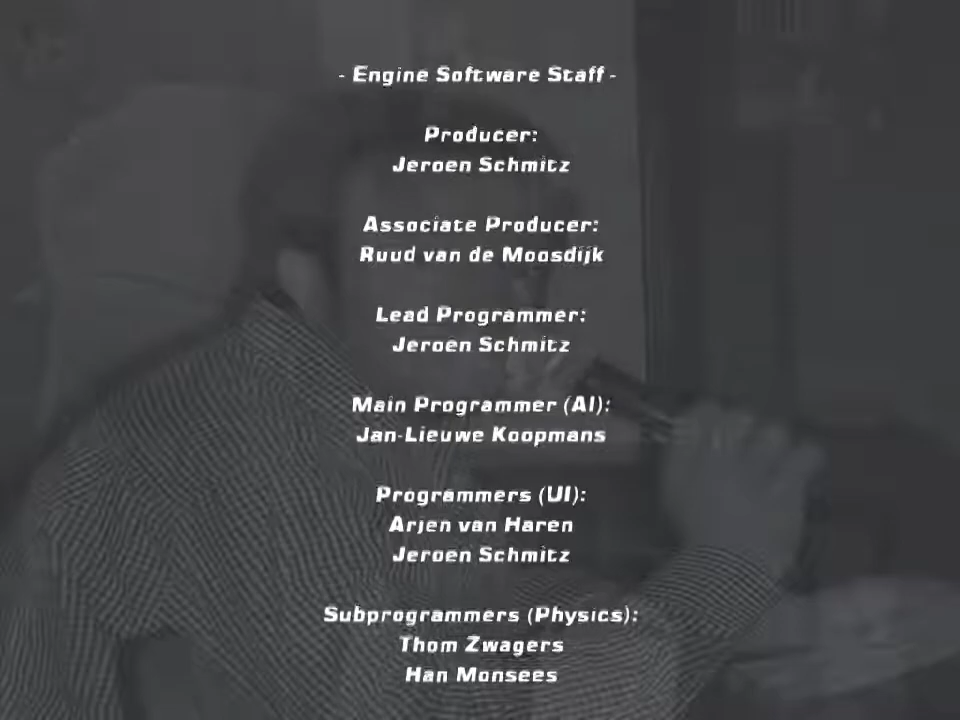 - Engine Software Staff -
Producer:
Jeroen Schmitz
Associate Producer:
Ruud van de Moosdijk
Lead Programmer:
Jeroen Schmitz
Main Programmer (AI):
Jan-Lieuwe Koopmans
Programmers (UI):
Arjen van Haren
Jeroen Schmitz
Subprogrammers (Physics):
Thom Zwagers
Han Monsees